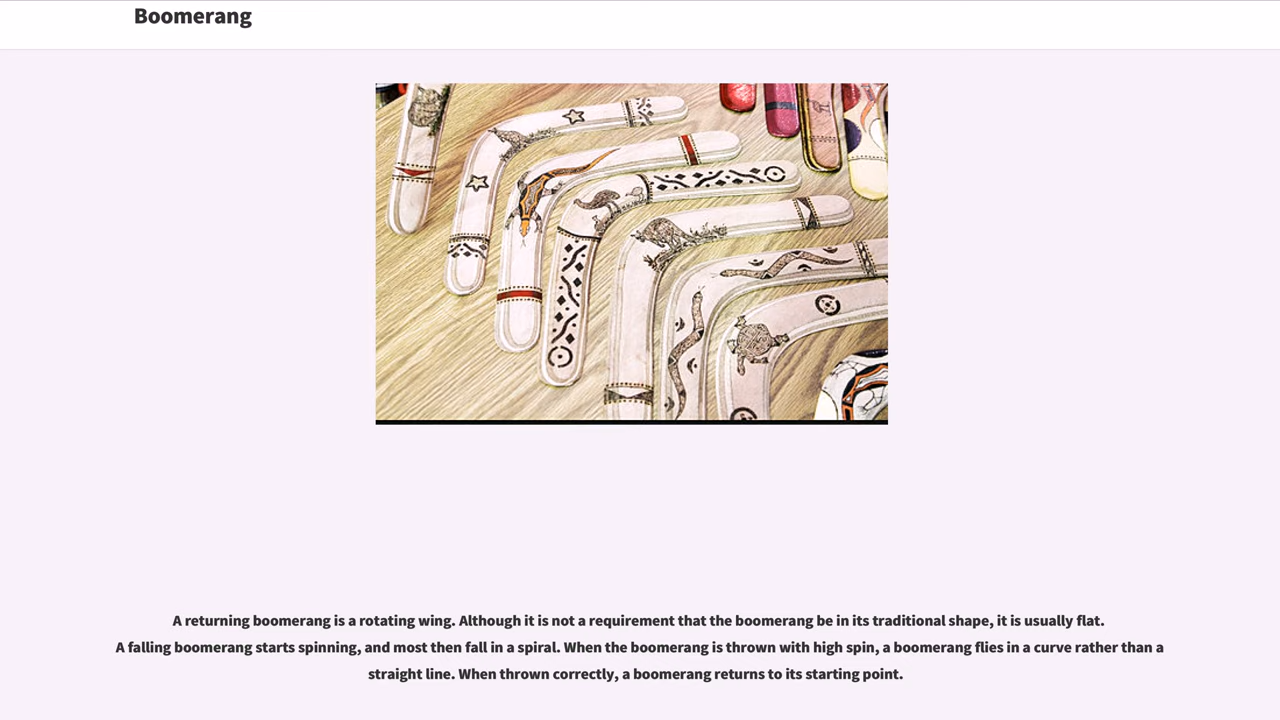 Boomerang
A returning boomerang is a rotating wing. Although it is not a requirement that the boomerang be in its traditional shape, it is usually flat.
A falling boomerang starts spinning, and most then fall in a spiral. When the boomerang is thrown with high spin, a boomerang flies in a curve rather than a
straight line. When thrown correctly, a boomerang returns to its starting point.